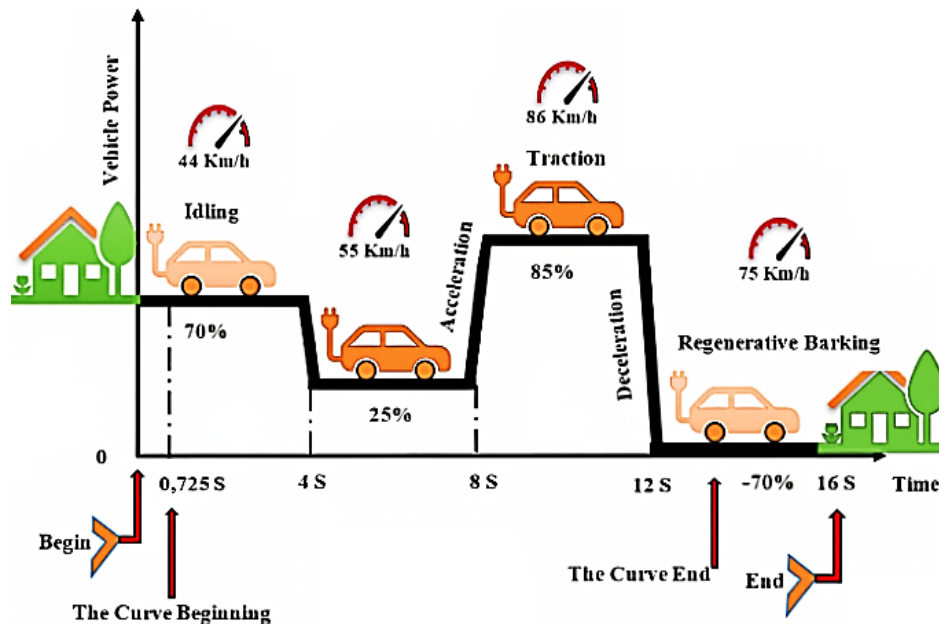 Vehicle Power
86 Km/h
Traction
44 Km/h
Idling
55 Km/h
Acceleration
85%
75 Km/h
70%
Deceleration
Regenerative Barking
25%
0
0,725 S
4 S
8 S
12 S
-70%
16 S
Time
Begin
The Curve Beginning
The Curve End
End